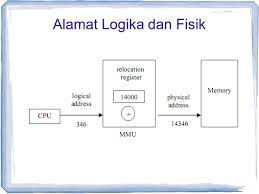 Alamat Logika dan Fisik
relocation
register
14000
+
logical
address
346
CPU
MMU
physical
address
14346
Memory